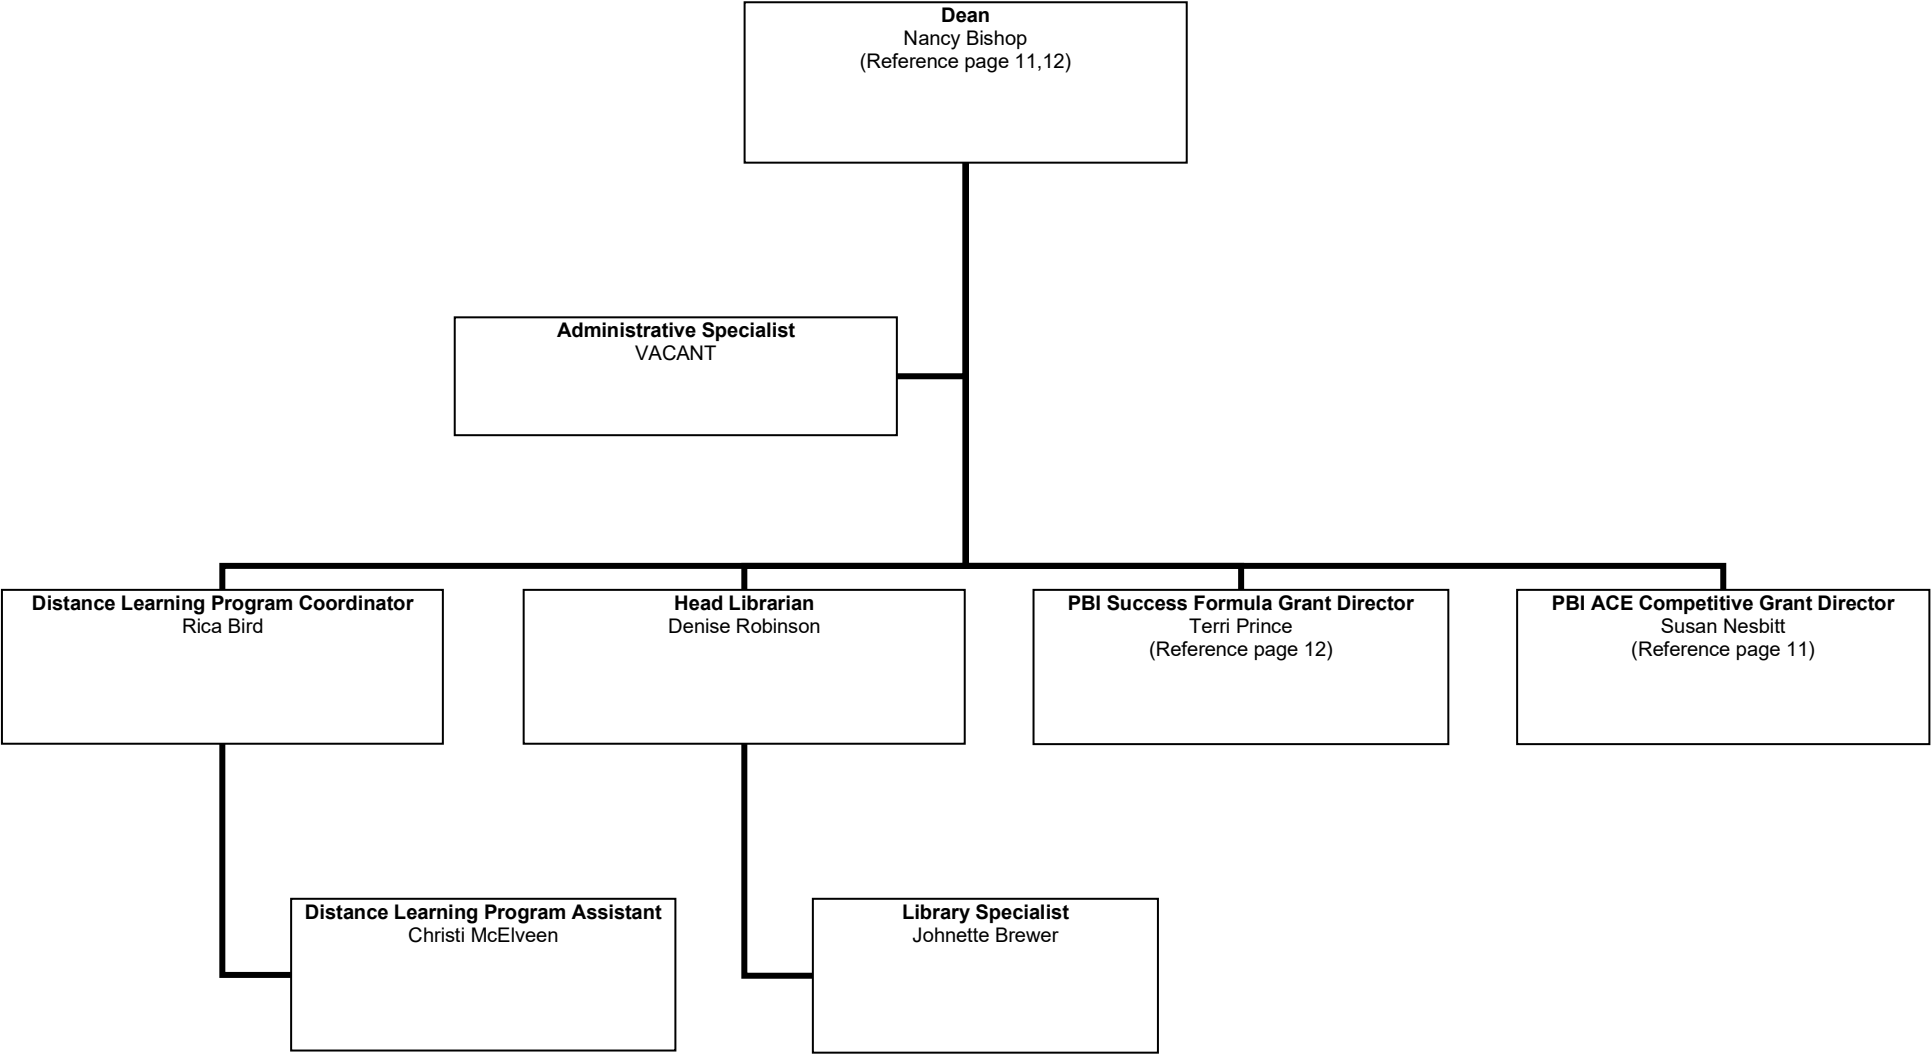 Dean
Nancy Bishop
(Reference page 11,12)
Administrative Specialist
VACANT
Distance Learning Program Coordinator
Rica Bird
Head Librarian
Denise Robinson
PBI Success Formula Grant Director
Terri Prince
(Reference page 12)
PBI ACE Competitive Grant Director
Susan Nesbitt
(Reference page 11)
Distance Learning Program Assistant
Christi McElveen
Library Specialist
Johnette Brewer